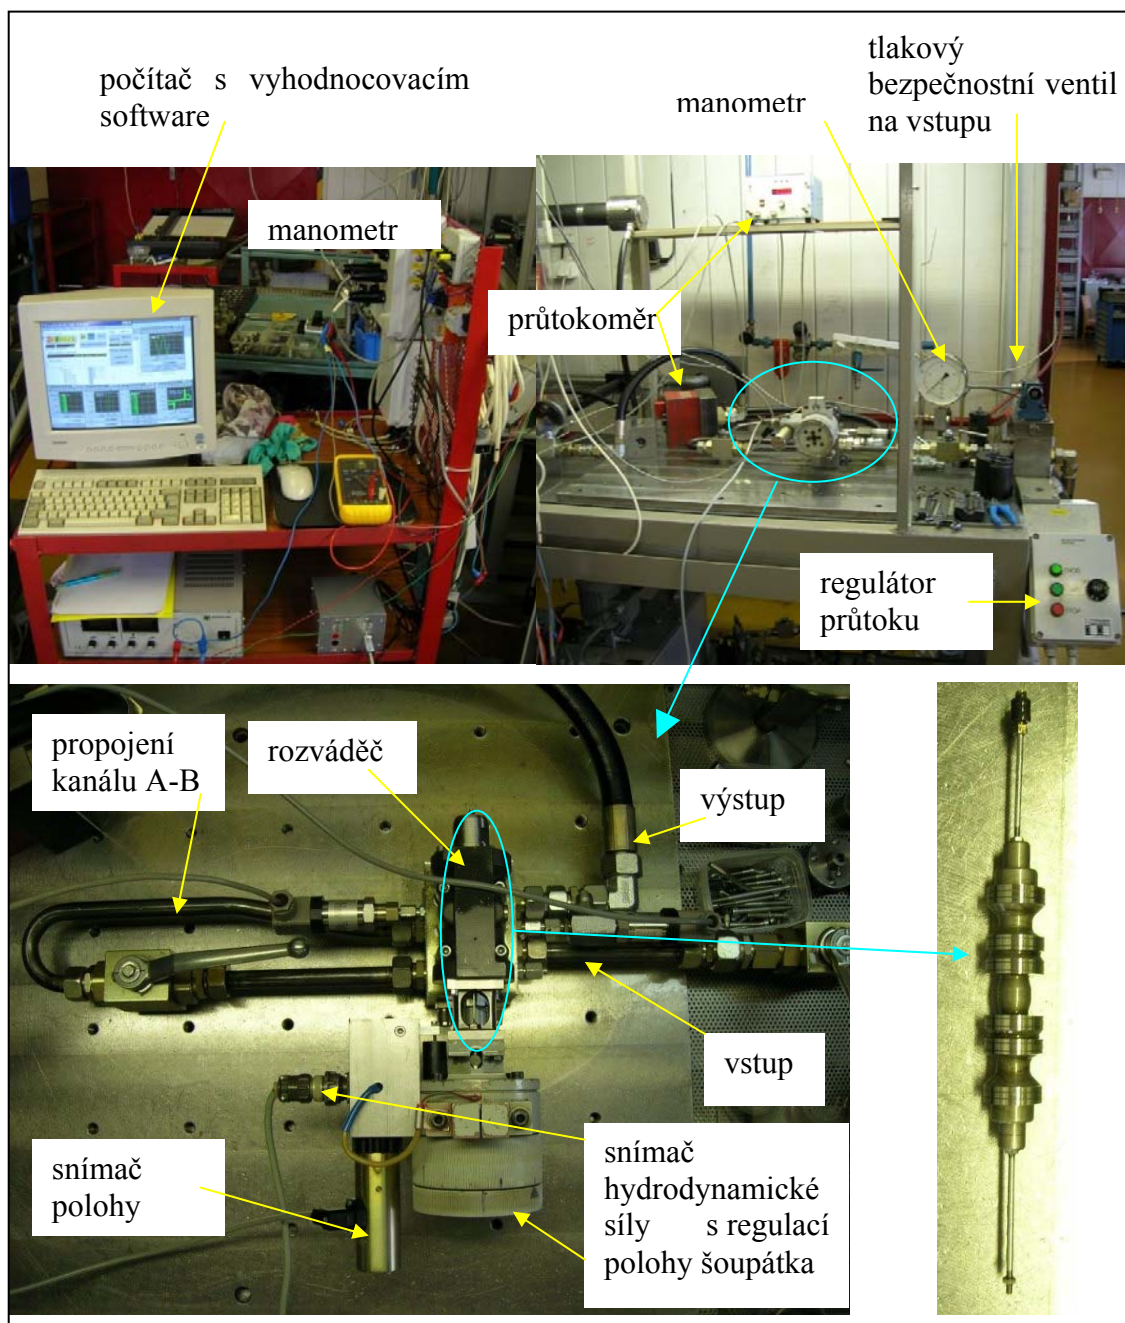 počítač s vyhodnocovacím
software
manometr
tlakový
bezpečnostní ventil
na vstupu
manometr
průtokoměr
regulátor
průtoku
propojení
kanálu A-B
rozváděč
výstup
vstup
snímač
polohy
snímač
hydrodynamické
síly s regulací
polohy šoupátka